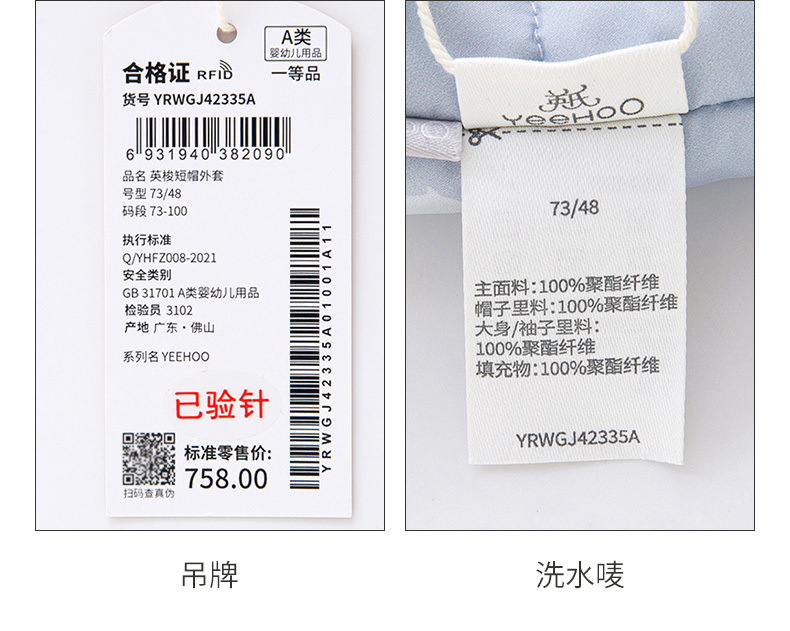 A类
婴幼儿用品
合格证 RFID
一等品
货号 YRWGJ42335A
6 931940 382090
品名 英梭短帽外套
号型 73/48
码段 73-100
执行标准
Q/YHFZ008-2021
安全类别
GB 31701 A类婴幼儿用品
检验员 3102
产地 广东·佛山
系列名 YEEHOO
已验针
标准零售价:
758.00
扫码查真伪
YRWGJ42335A01001A11
吊牌
英氏
YeeHOO
73/48
主面料:100%聚酯纤维
帽子里料:100%聚酯纤维
大身/袖子里料:
100%聚酯纤维
填充物:100%聚酯纤维
YRWGJ42335A
洗水唛